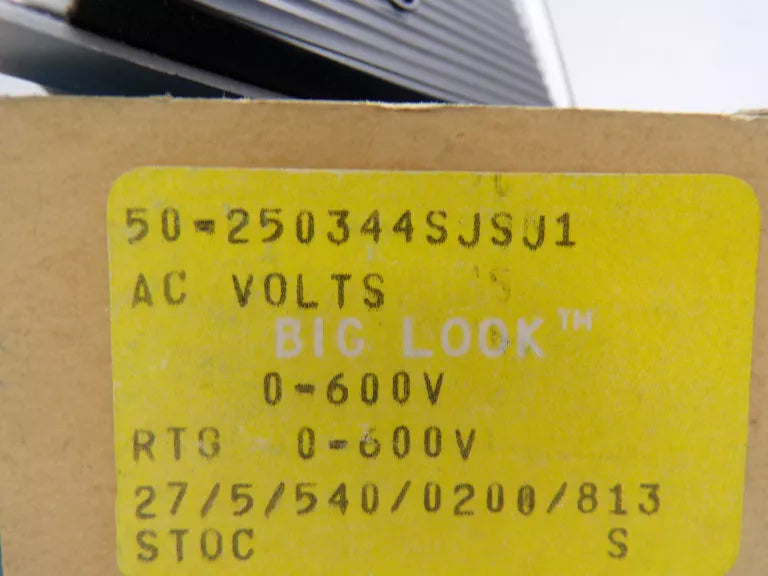 50-250344SJSJ1
AC VOLTS
BIG LOOK™
0-600V
RTG 0-600V
27/5/540/0200/813
STOC S